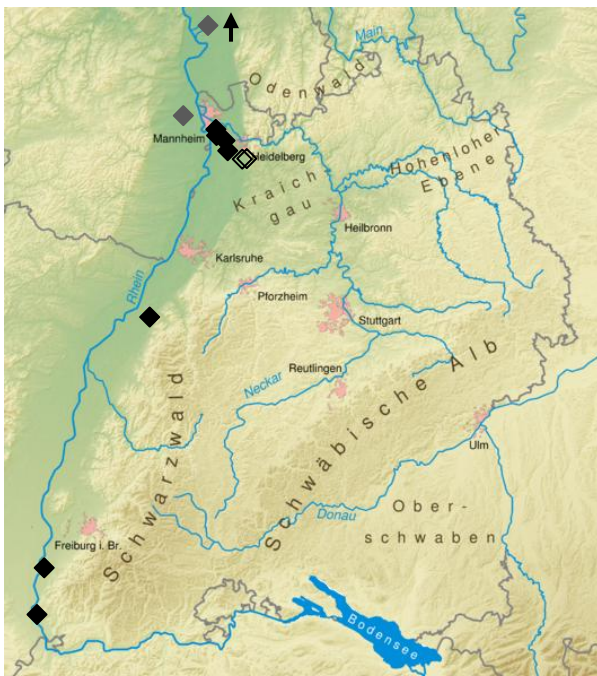 Main
Odenwald
Mannheim
Heidelberg
Hohenloher
Ebene
Kraich
gau
Heilbronn
Karlsruhe
Rhein
Pforzheim
Stuttgart
Reutlingen
Neckar
Schwäbische Alb
Schwarzwald
Ulm
Ober-
schwaben
Donau
Freiburg i. Br.
Bodensee